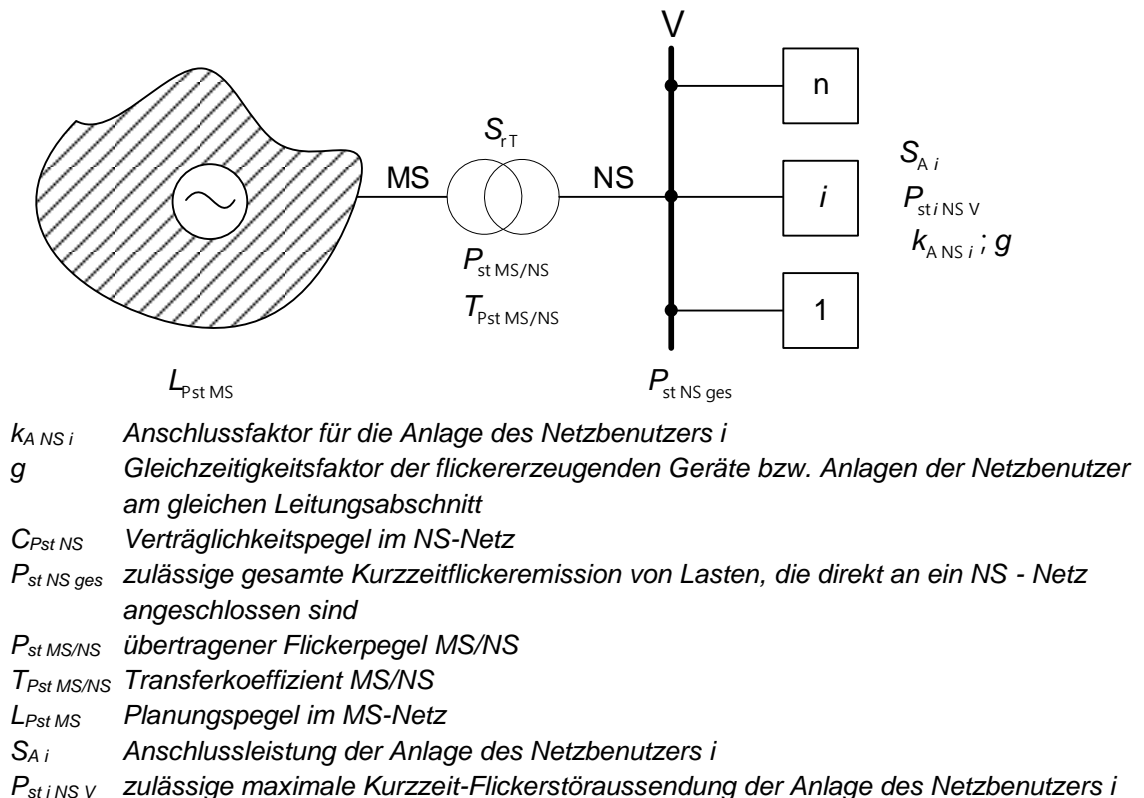 V
n
S_rT
MS
NS
S_A i
i
P_st i NS V
k_A NS i ; g
P_st MS/NS
T_Pst MS/NS
1
L_Pst MS
P_st NS ges
k_A NS i Anschlussfaktor für die Anlage des Netzbenutzers i
g Gleichzeitigkeitsfaktor der flickererzeugenden Geräte bzw. Anlagen der Netzbenutzer
am gleichen Leitungsabschnitt
C_Pst NS Verträglichkeitspegel im NS-Netz
P_st NS ges zulässige gesamte Kurzzeitflickeremission von Lasten, die direkt an ein NS - Netz
angeschlossen sind
P_st MS/NS übertragener Flickerpegel MS/NS
T_Pst MS/NS Transferkoeffizient MS/NS
L_Pst MS Planungspegel im MS-Netz
S_A i Anschlussleistung der Anlage des Netzbenutzers i
P_st i NS V zulässige maximale Kurzzeit-Flickerstöraussendung der Anlage des Netzbenutzers i